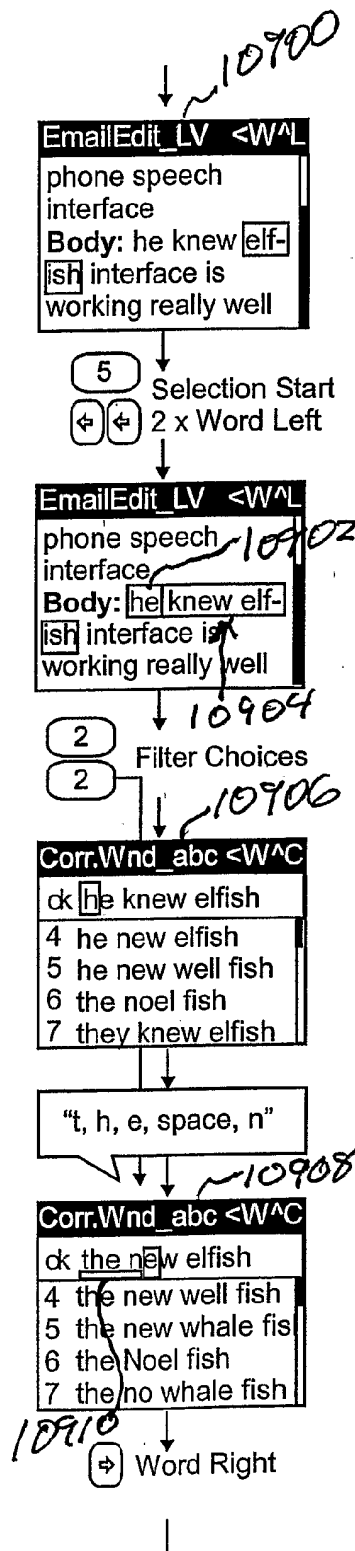 10900
EmailEdit_LV <W^L
phone speech
interface
Body: he knew elf-
ish interface is
working really well
5
Selection Start
⇦ ⇦ 2 x Word Left
EmailEdit_LV <W^L
phone speech
10902
interface
Body: he knew elf-
ish interface is
working really well
10904
2
Filter Choices
2
10906
Corr.Wnd_abc <W^C
ok he knew elfish
4 he new elfish
5 he new well fish
6 the noel fish
7 they knew elfish
“t, h, e, space, n”
10908
Corr.Wnd_abc <W^C
ok the new elfish
4 the new well fish
5 the new whale fis
6 the Noel fish
7 the no whale fish
10910
⇨ Word Right